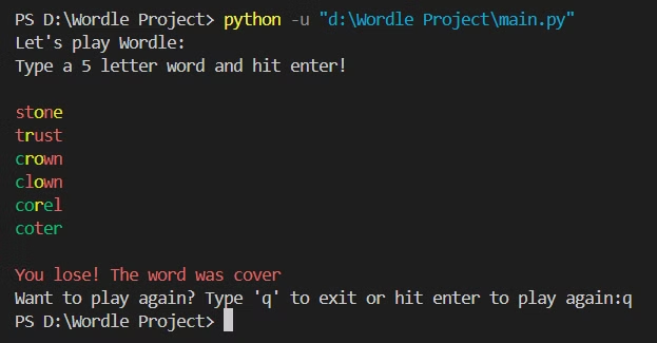 PS D:\Wordle Project> python -u "d:\Wordle Project\main.py"
Let's play Wordle:
Type a 5 letter word and hit enter!
stone
trust
crown
clown
corel
coter
You lose! The word was cover
Want to play again? Type 'q' to exit or hit enter to play again:q
PS D:\Wordle Project>